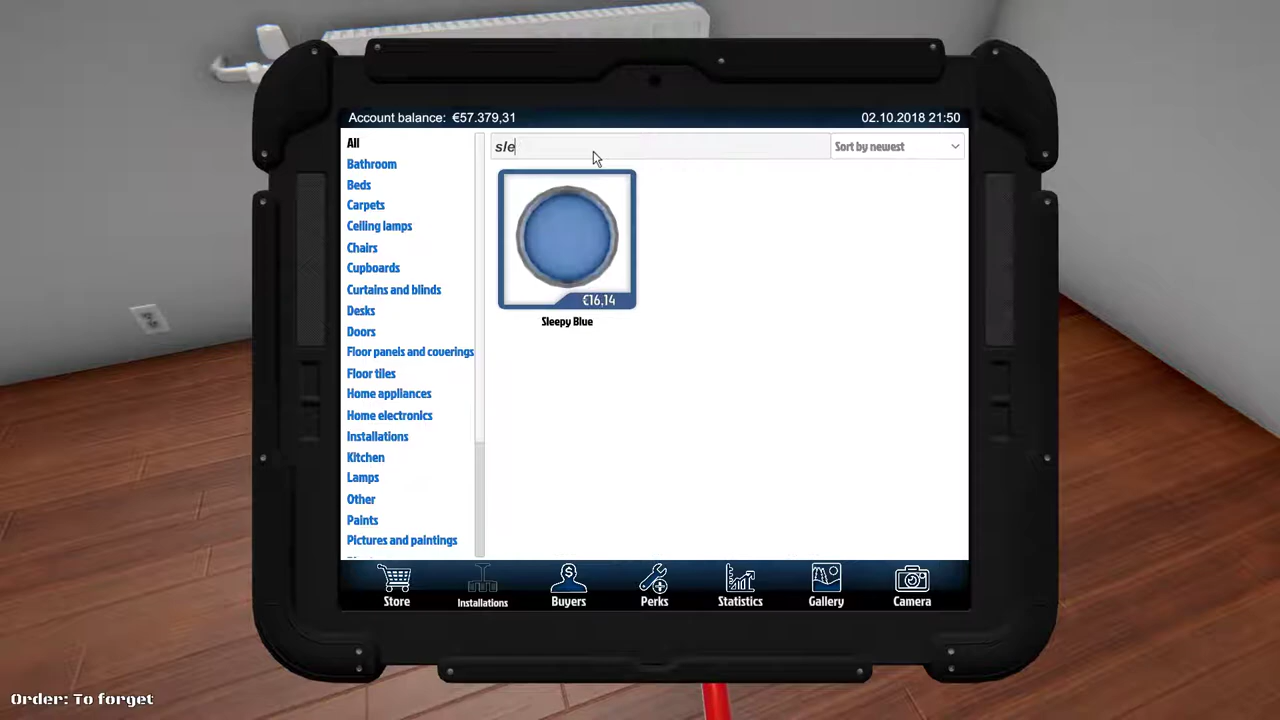 Account balance: €57.379,31
02.10.2018 21:50
All
Bathroom
Beds
Carpets
Ceiling lamps
Chairs
Cupboards
Curtains and blinds
Desks
Doors
Floor panels and coverings
Floor tiles
Home appliances
Home electronics
Installations
Kitchen
Lamps
Other
Paints
Pictures and paintings
sle
Sort by newest
€16,14
Sleepy Blue
Store
Installations
Buyers
Perks
Statistics
Gallery
Camera
Order: To forget